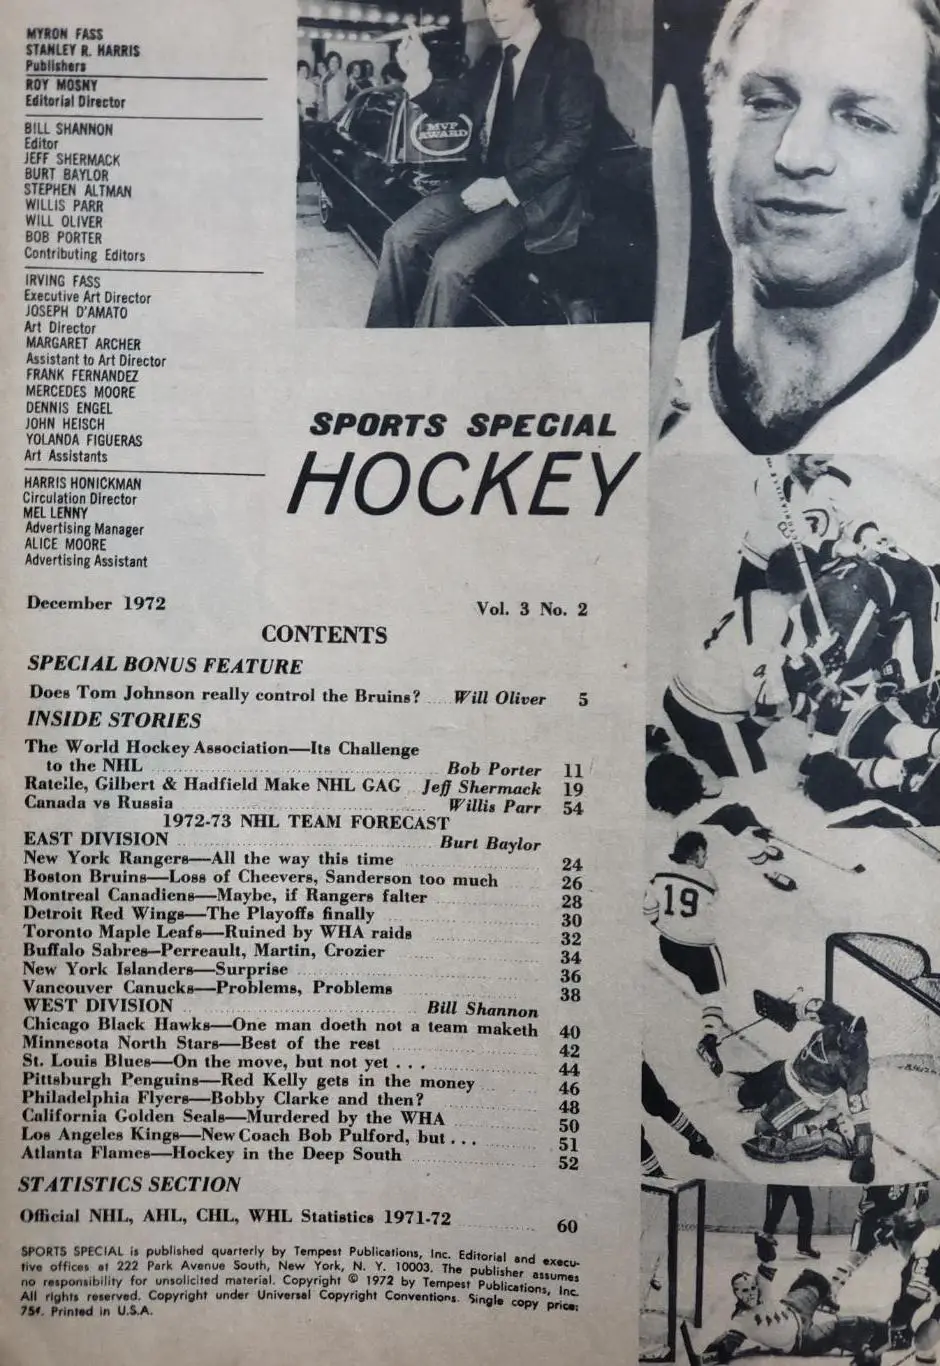 MYRON FASS
STANLEY R. HARRIS
Publishers
ROY MOSNY
Editorial Director
BILL SHANNON
Editor
JEFF SHERMACK
BURT BAYLOR
STEPHEN ALTMAN
WILLIS PARR
WILL OLIVER
BOB PORTER
Contributing Editors
IRVING FASS
Executive Art Director
JOSEPH D'AMATO
Art Director
MARGARET ARCHER
Assistant to Art Director
FRANK FERNANDEZ
MERCEDES MOORE
DENNIS ENGEL
JOHN HEISCH
YOLANDA FIGUERAS
Art Assistants
HARRIS HONICKMAN
Circulation Director
MEL LENNY
Advertising Manager
ALICE MOORE
Advertising Assistant
MVP
AWARD
SPORTS SPECIAL
HOCKEY
December 1972
Vol. 3 No. 2
CONTENTS
SPECIAL BONUS FEATURE
Does Tom Johnson really control the Bruins? .... Will Oliver 5
INSIDE STORIES
The World Hockey Association—Its Challenge
to the NHL ..... Bob Porter 11
Ratelle, Gilbert & Hadfield Make NHL GAG .. Jeff Shermack 19
Canada vs Russia ..... Willis Parr 54
1972-73 NHL TEAM FORECAST
EAST DIVISION ..... Burt Baylor
New York Rangers—All the way this time ..... 24
Boston Bruins—Loss of Cheevers, Sanderson too much ..... 26
Montreal Canadiens—Maybe, if Rangers falter ..... 28
Detroit Red Wings—The Playoffs finally ..... 30
Toronto Maple Leafs—Ruined by WHA raids ..... 32
Buffalo Sabres—Perreault, Martin, Crozier ..... 34
New York Islanders—Surprise ..... 36
Vancouver Canucks—Problems, Problems ..... 38
WEST DIVISION ..... Bill Shannon
Chicago Black Hawks—One man doeth not a team maketh 40
Minnesota North Stars—Best of the rest ..... 42
St. Louis Blues—On the move, but not yet . . . ..... 44
Pittsburgh Penguins—Red Kelly gets in the money ..... 46
Philadelphia Flyers—Bobby Clarke and then? ..... 48
California Golden Seals—Murdered by the WHA ..... 50
Los Angeles Kings—New Coach Bob Pulford, but . . . ..... 51
Atlanta Flames—Hockey in the Deep South ..... 52
STATISTICS SECTION
Official NHL, AHL, CHL, WHL Statistics 1971-72 ..... 60
SPORTS SPECIAL is published quarterly by Tempest Publications, Inc. Editorial and execu-
tive offices at 222 Park Avenue South, New York, N. Y. 10003. The publisher assumes
no responsibility for unsolicited material. Copyright © 1972 by Tempest Publications, Inc.
All rights reserved. Copyright under Universal Copyright Conventions. Single copy price:
75¢. Printed in U.S.A.
4
19